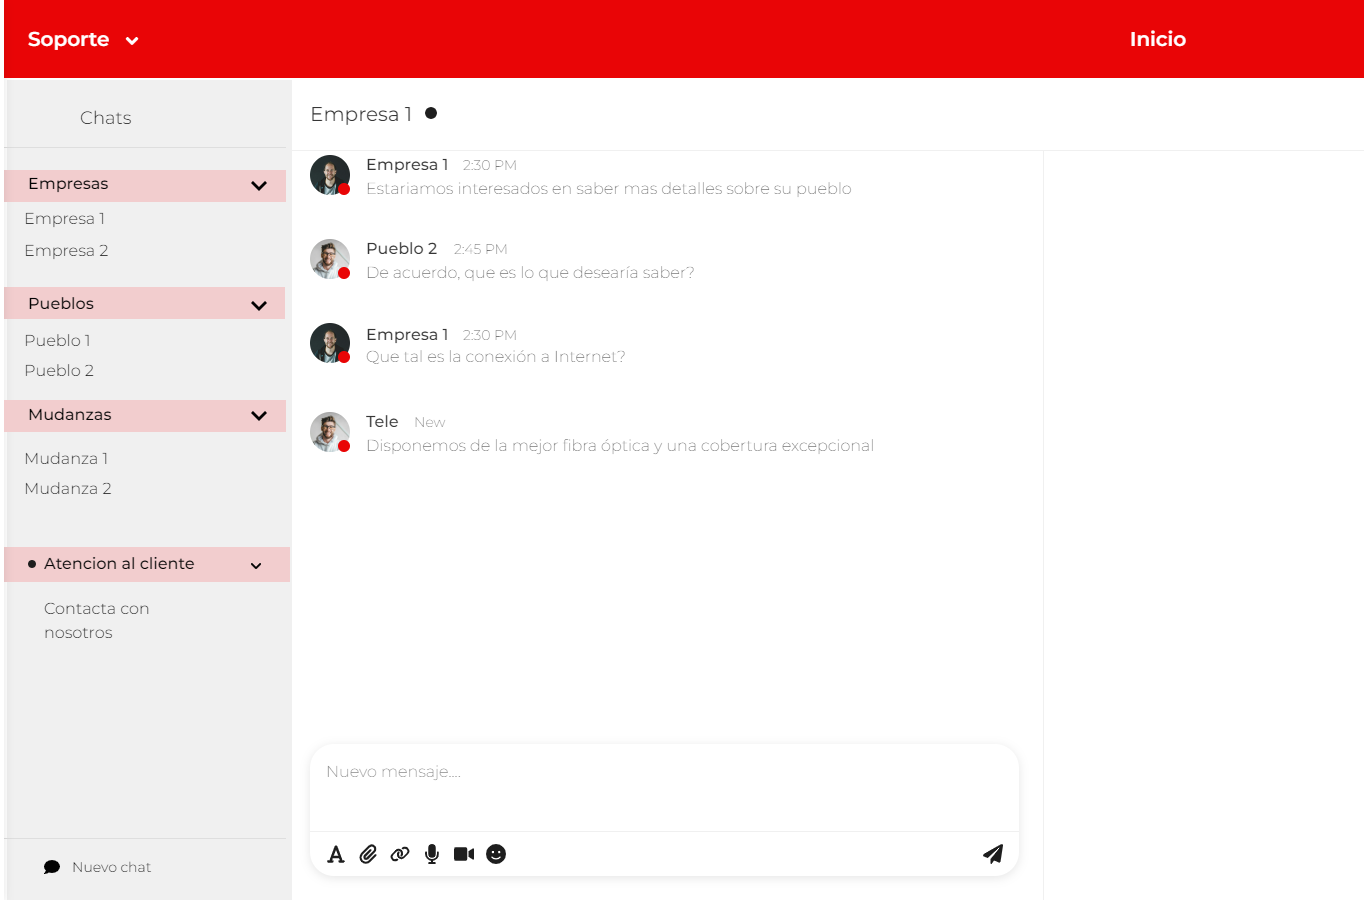 Soporte
Inicio
Chats
Empresas
Empresa 1
Empresa 2
Pueblos
Pueblo 1
Pueblo 2
Mudanzas
Mudanza 1
Mudanza 2
Atencion al cliente
Contacta con
nosotros
Nuevo chat
Empresa 1
Empresa 1 2:30 PM
Estariamos interesados en saber mas detalles sobre su pueblo
Pueblo 2 2:45 PM
De acuerdo, que es lo que desearía saber?
Empresa 1 2:30 PM
Que tal es la conexión a Internet?
Tele New
Disponemos de la mejor fibra óptica y una cobertura excepcional
Nuevo mensaje....